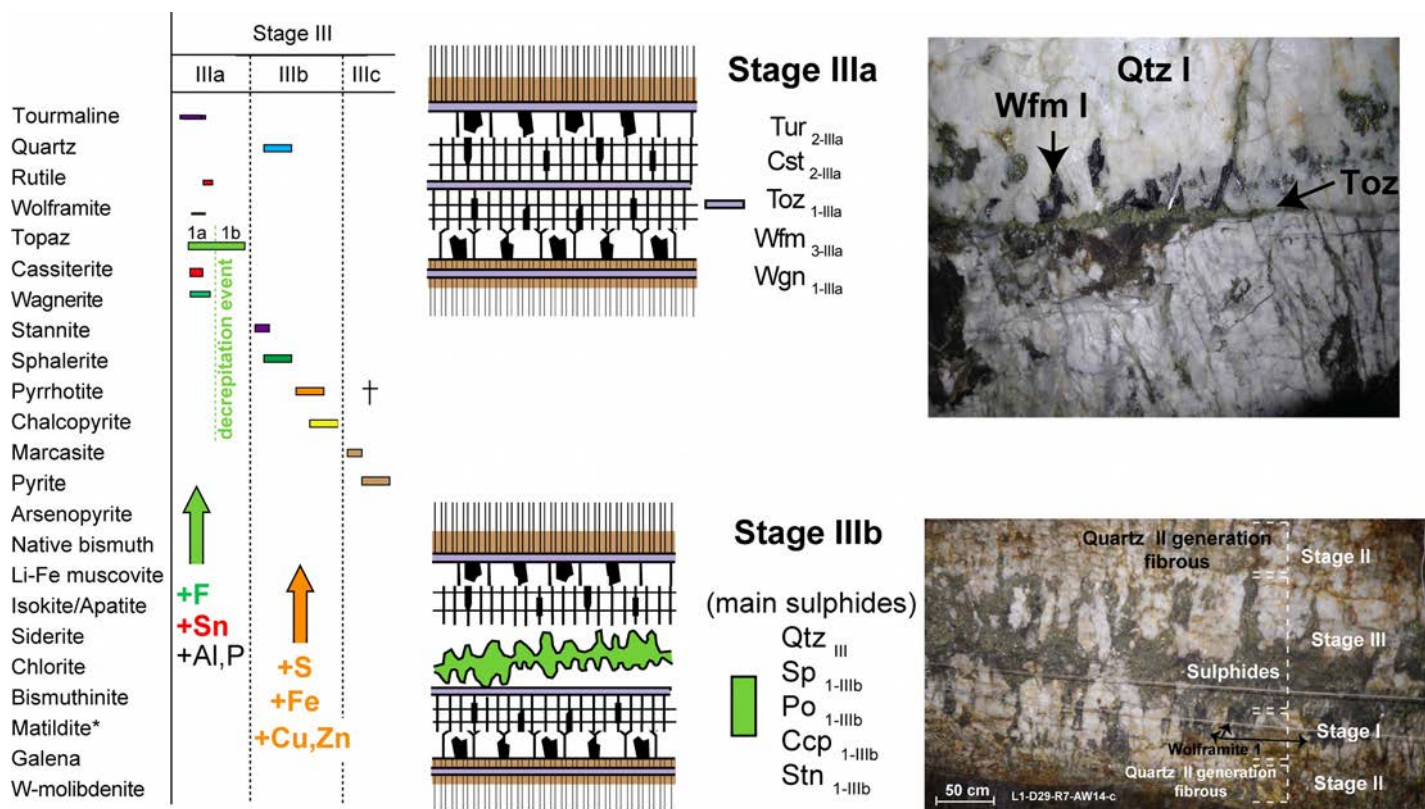 Stage III
IIIa
IIIb
IIIc
Tourmaline
Quartz
Rutile
Wolframite
Topaz
1a
1b
Cassiterite
Wagnerite
Stannite
Sphalerite
Pyrrhotite
†
Chalcopyrite
decrepitation event
Marcasite
Pyrite
Arsenopyrite
Native bismuth
Li-Fe muscovite
Isokite/Apatite
Siderite
Chlorite
Bismuthinite
Matildite*
Galena
W-molibdenite
+F
+Sn
+Al,P
+S
+Fe
+Cu,Zn
Stage IIIa
Tur 2-IIIa
Cst 2-IIIa
Toz 1-IIIa
Wfm 3-IIIa
Wgn 1-IIIa
Qtz I
Wfm I
Toz
Stage IIIb
(main sulphides)
Qtz III
Sp 1-IIIb
Po 1-IIIb
Ccp 1-IIIb
Stn 1-IIIb
Quartz II generation
fibrous
Stage II
Stage III
Sulphides
Stage I
Wolframite 1
Quartz II generation
fibrous
Stage II
50 cm
L1-D29-R7-AW14-c